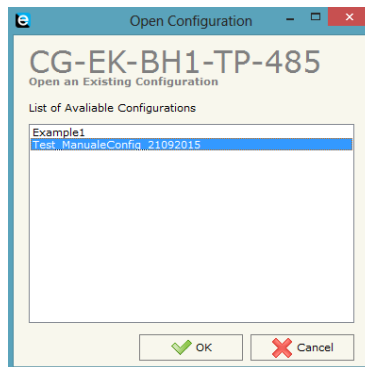 Open Configuration
CG-EK-BH1-TP-485
Open an Existing Configuration
List of Avaliable Configurations
Example1
Test_ManualeConfig_21092015
OK
Cancel